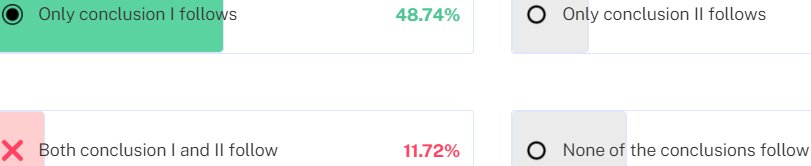 Only conclusion I follows 48.74% Only conclusion II follows
Both conclusion I and II follow 11.72% None of the conclusions follow